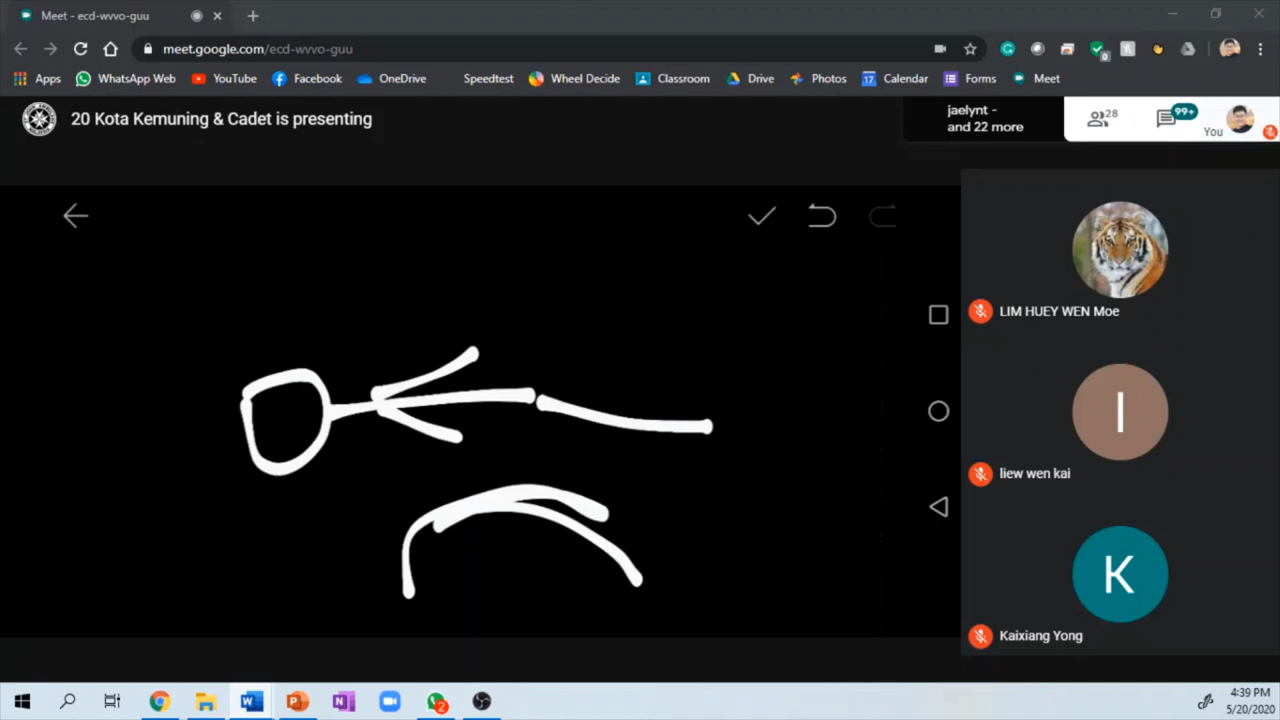 Meet - ecd-wvvo-guu
meet.google.com/ecd-wvvo-guu
Apps WhatsApp Web YouTube Facebook OneDrive Speedtest Wheel Decide Classroom Drive Photos 17 Calendar Forms Meet
20 Kota Kemuning & Cadet is presenting
jaelynt -
and 22 more
28
99+
You
LIM HUEY WEN Moe
l
liew wen kai
K
Kaixiang Yong
2
4:39 PM
5/20/2020